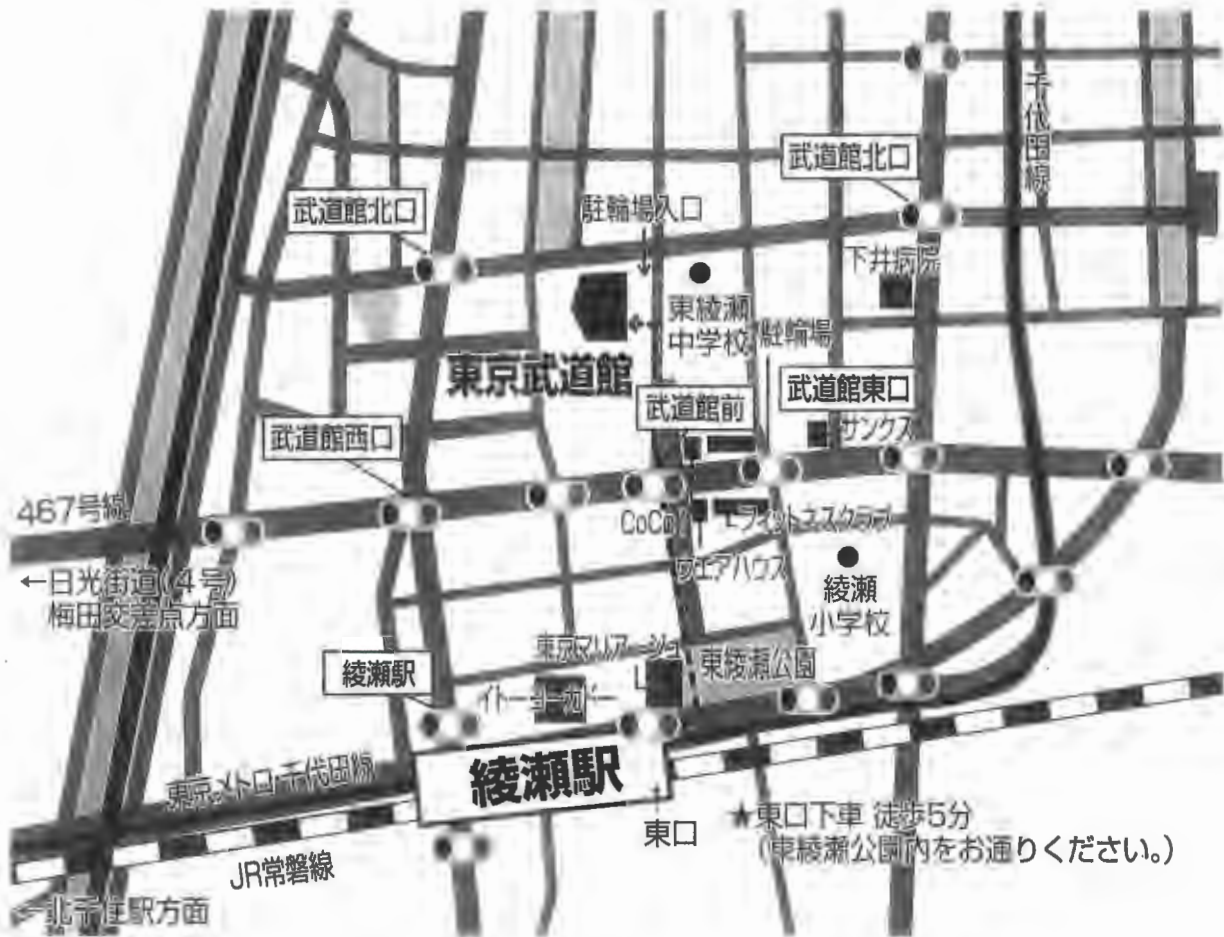 千代田線
武道館北口
武道館北口
駐輪場入口
下井病院
東綾瀬
中学校
駐輪場
東京武道館
武道館前
武道館東口
サンクス
武道館西口
467号線
CoCo1
フィットネスクラブ
ウェアハウス
←日光街道(4号)
梅田交差点方面
綾瀬
小学校
東京マリアージュ
東綾瀬公園
綾瀬駅
イトーヨーカドー
綾瀬駅
東京メトロ千代田線
東口
★東口下車 徒歩5分
(東綾瀬公園内をお通りください。)
JR常磐線
←北千住駅方面